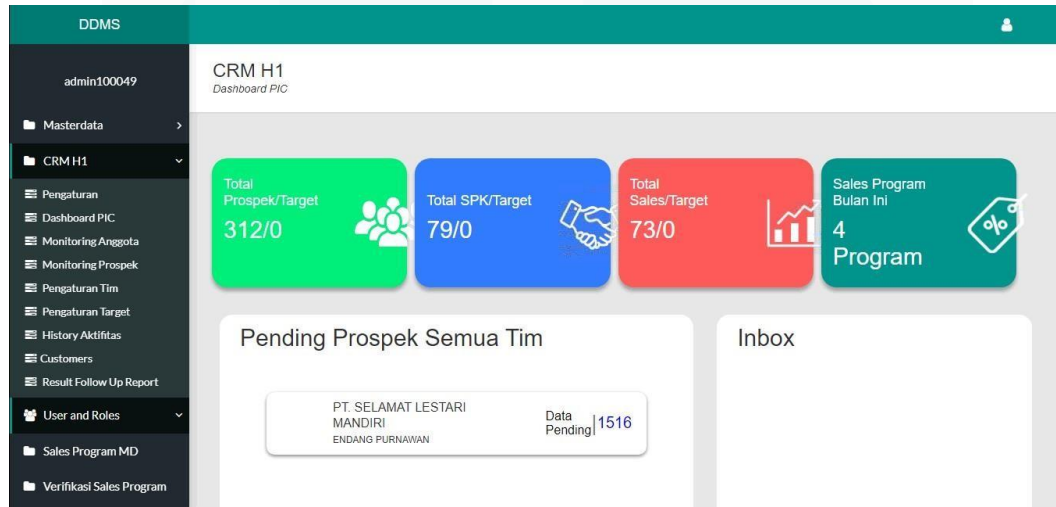 DDMS
admin100049
Masterdata
CRM H1
Pengaturan
Dashboard PIC
Monitoring Anggota
Monitoring Prospek
Pengaturan Tim
Pengaturan Target
History Aktifitas
Customers
Result Follow Up Report
User and Roles
Sales Program MD
Verifikasi Sales Program
CRM H1
Dashboard PIC
Total
Prospek/Target
312/0
Total SPK/Target
79/0
Total
Sales/Target
73/0
Sales Program
Bulan Ini
4
Program
%
Pending Prospek Semua Tim
PT. SELAMAT LESTARI
MANDIRI
ENDANG PURNAWAN
Data
Pending
1516
Inbox